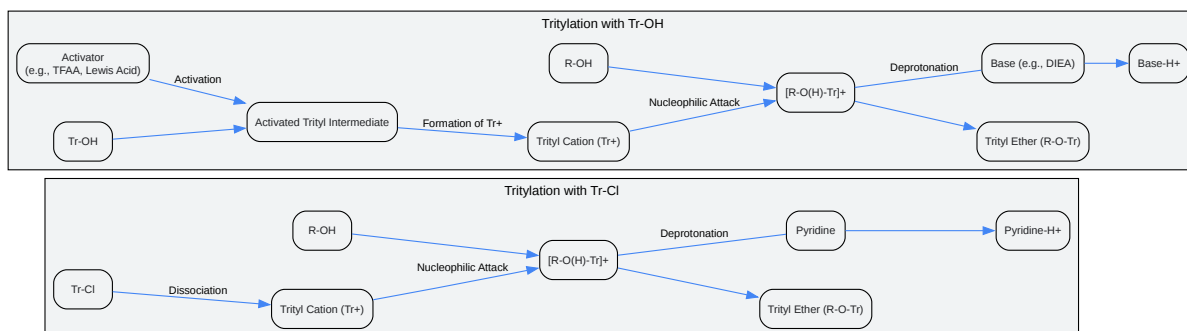 Tritylation with Tr-OH
Activator
(e.g., TFAA, Lewis Acid)
Activation
Tr-OH
Activated Trityl Intermediate
Formation of Tr+
R-OH
Trityl Cation (Tr+)
Nucleophilic Attack
[R-O(H)-Tr]+
Deprotonation
Base (e.g., DIEA)
Base-H+
Trityl Ether (R-O-Tr)
Tritylation with Tr-Cl
R-OH
Tr-Cl
Dissociation
Trityl Cation (Tr+)
Nucleophilic Attack
[R-O(H)-Tr]+
Deprotonation
Pyridine
Pyridine-H+
Trityl Ether (R-O-Tr)